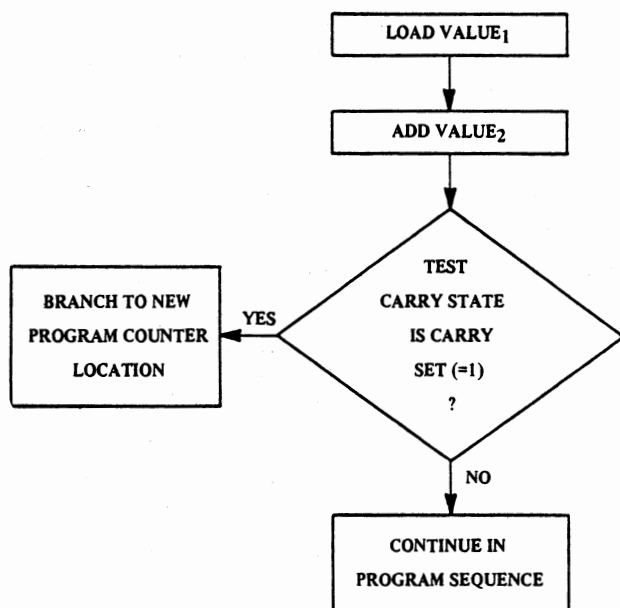 LOAD VALUE1
ADD VALUE2
TEST
CARRY STATE
IS CARRY
SET (=1)
?
YES
BRANCH TO NEW
PROGRAM COUNTER
LOCATION
NO
CONTINUE IN
PROGRAM SEQUENCE